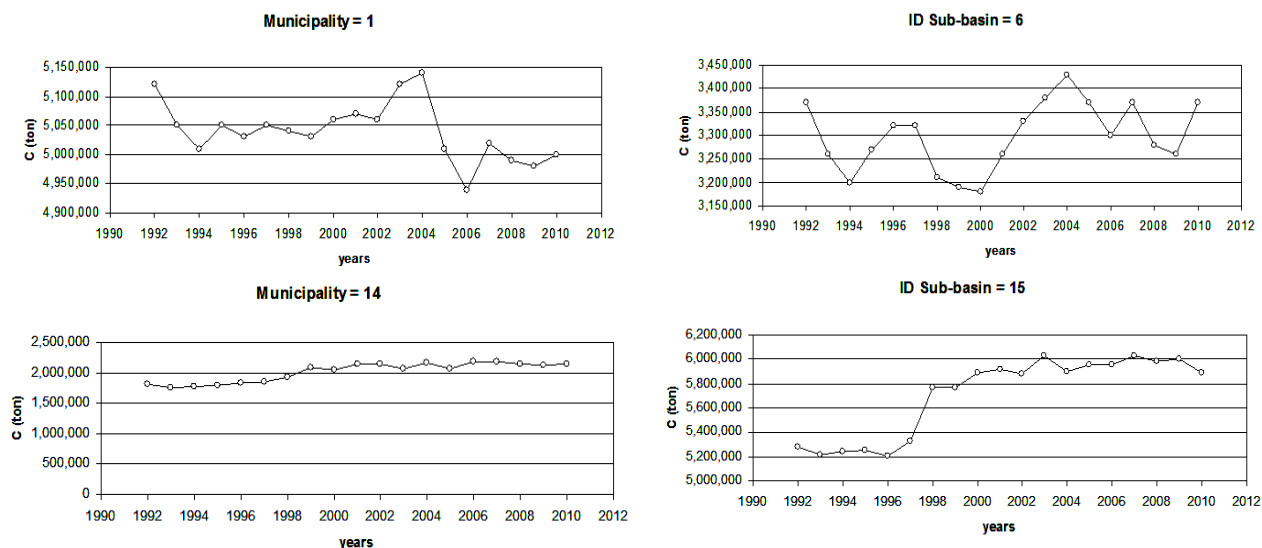 Municipality = 1
5,150,000
5,100,000
5,050,000
5,000,000
4,950,000
4,900,000
C (ton)
1990 1992 1994 1996 1998 2000 2002 2004 2006 2008 2010 2012
years
ID Sub-basin = 6
3,450,000
3,400,000
3,350,000
3,300,000
3,250,000
3,200,000
3,150,000
C (ton)
1990 1992 1994 1996 1998 2000 2002 2004 2006 2008 2010 2012
years
Municipality = 14
2,500,000
2,000,000
1,500,000
1,000,000
500,000
0
C (ton)
1990 1992 1994 1996 1998 2000 2002 2004 2006 2008 2010 2012
years
ID Sub-basin = 15
6,200,000
6,000,000
5,800,000
5,600,000
5,400,000
5,200,000
5,000,000
C (ton)
1990 1992 1994 1996 1998 2000 2002 2004 2006 2008 2010 2012
years